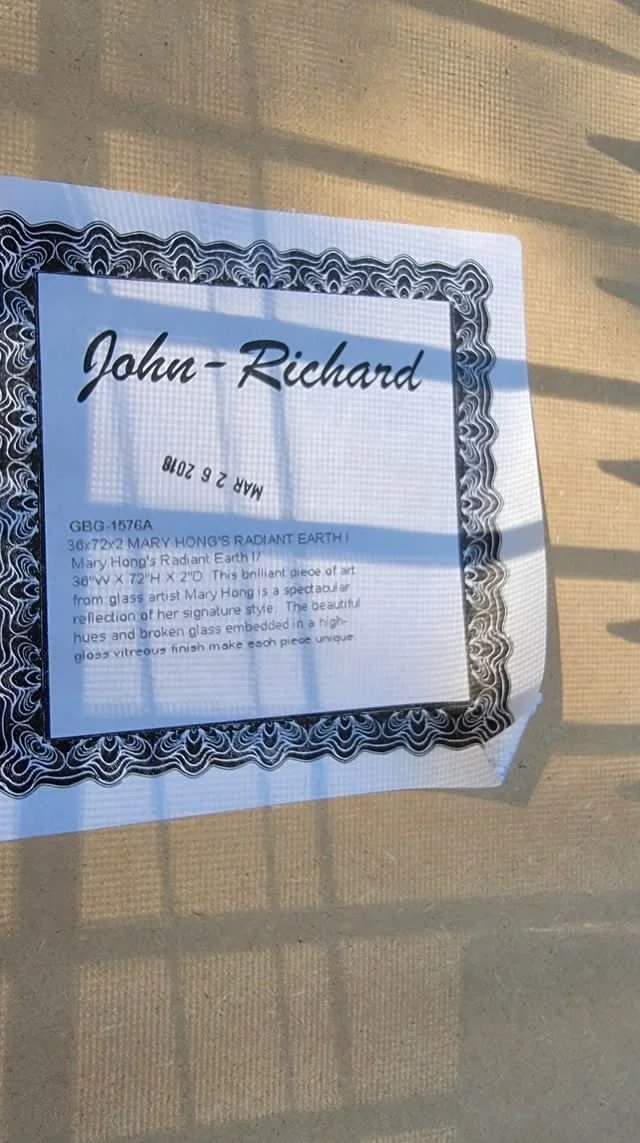 John-Richard
MAR 26 2018
GBG-1576A
36x72x2 MARY HONG'S RADIANT EARTH I
Mary Hong's Radiant Earth I/
36"W X 72"H X 2"D This brilliant piece of art
from glass artist Mary Hong is a spectacular
reflection of her signature style. The beautiful
hues and broken glass embedded in a high-
gloss vitreous finish make each piece unique.